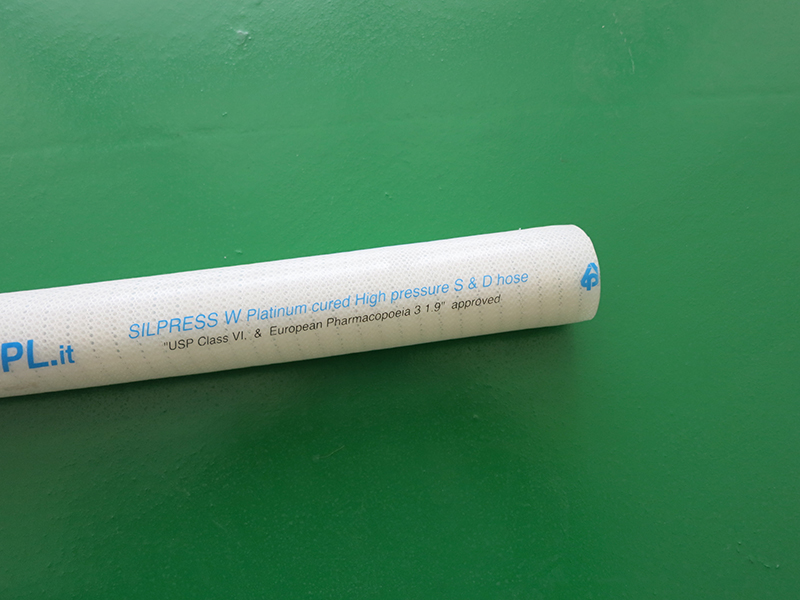 PL.it
SILPRESS W Platinum cured High pressure S & D hose
"USP Class VI, & European Pharmacopoeia 3 1.9" approved